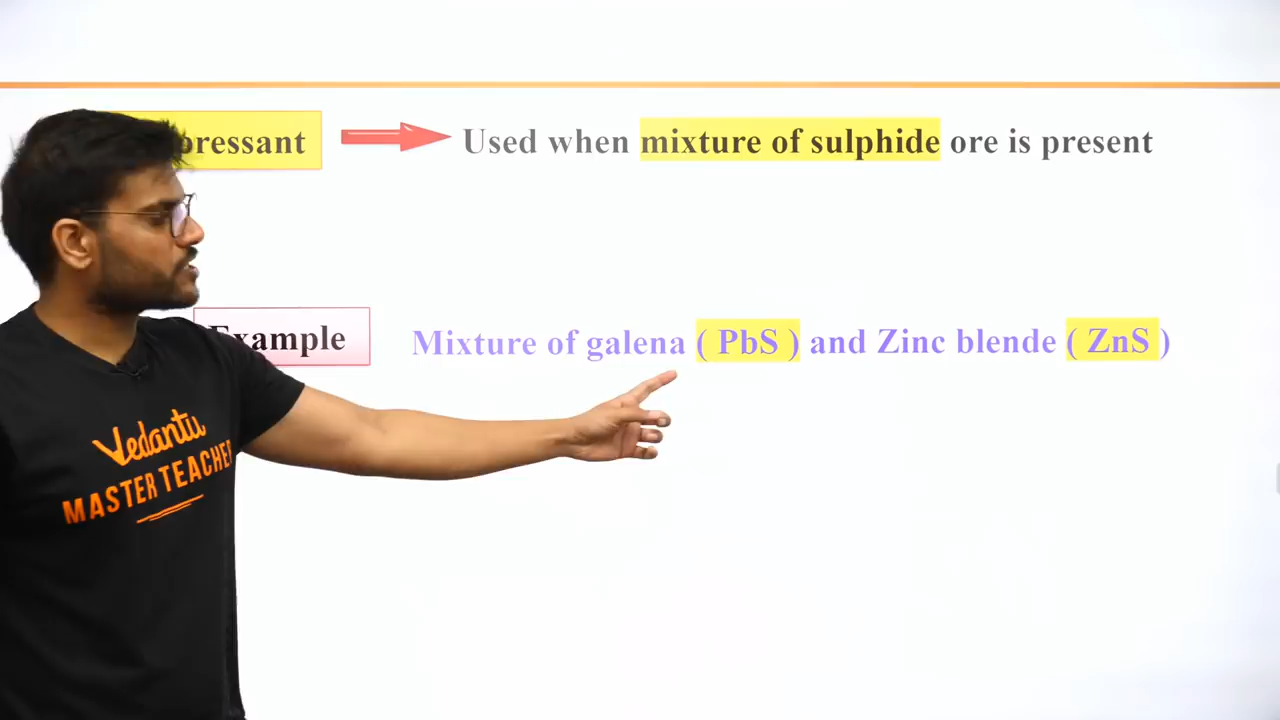 pressant Used when mixture of sulphide ore is present
Example Mixture of galena ( PbS ) and Zinc blende ( ZnS )
Vedantu
MASTER TEACHER